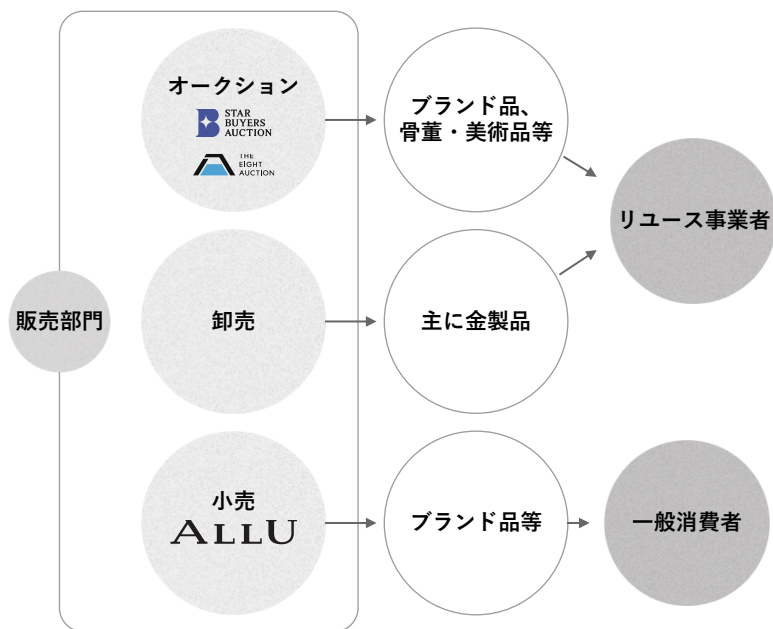 オークション
STAR
BUYERS
AUCTION
THE
EIGHT
AUCTION
ブランド品、
骨董・美術品等
リユース事業者
販売部門
卸売
主に金製品
小売
ALLU
ブランド品等
一般消費者